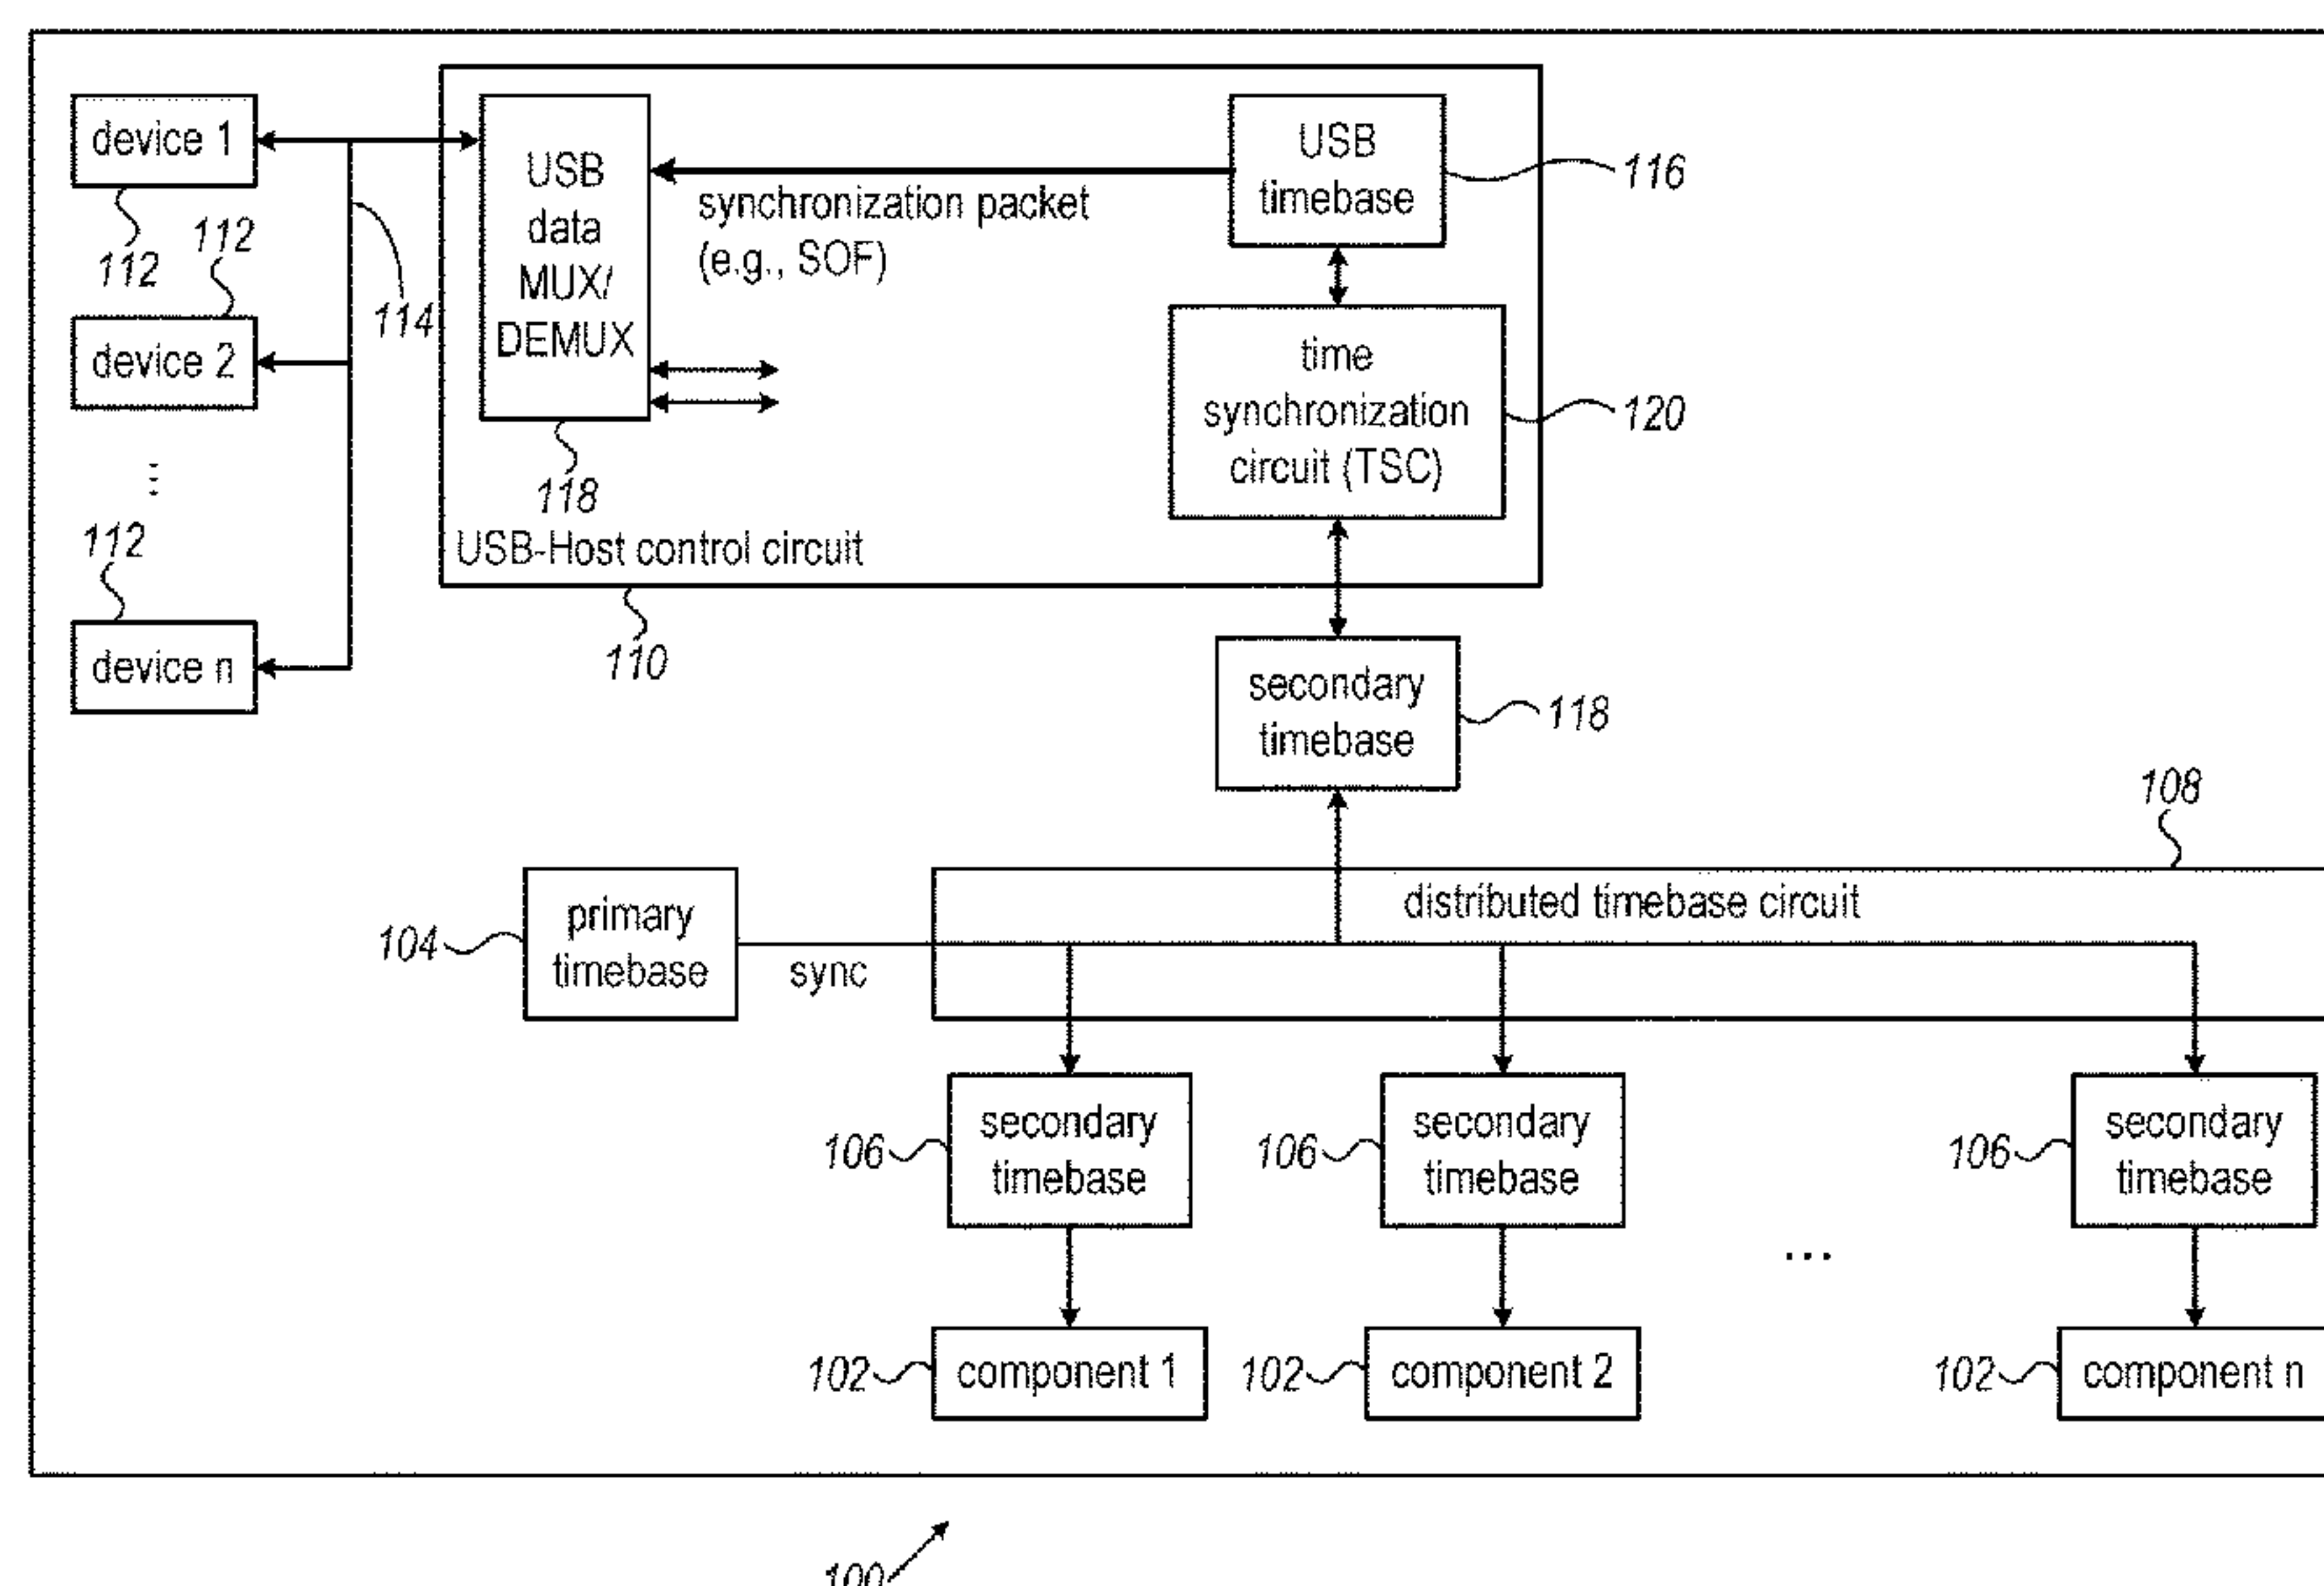 device 1
112
112
device 2
⋮
112
device n
114
USB
data
MUX/
DEMUX
118
synchronization packet
(e.g., SOF)
USB
timebase
116
time
synchronization
circuit (TSC)
120
USB-Host control circuit
110
secondary
timebase
118
108
distributed timebase circuit
104
primary
timebase
sync
106
secondary
timebase
106
secondary
timebase
...
106
secondary
timebase
102
component 1
102
component 2
102
component n
100